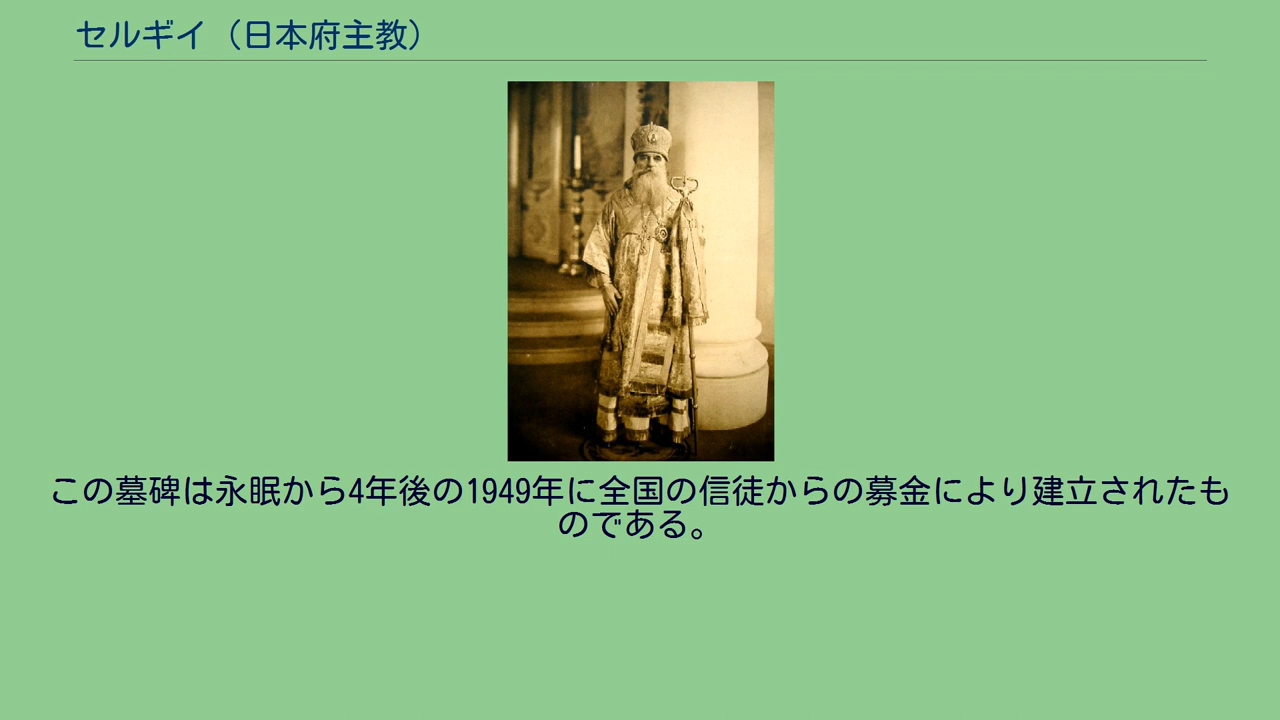 セルギイ（日本府主教）
この墓碑は永眠から4年後の1949年に全国の信徒からの募金により建立されたも
のである。